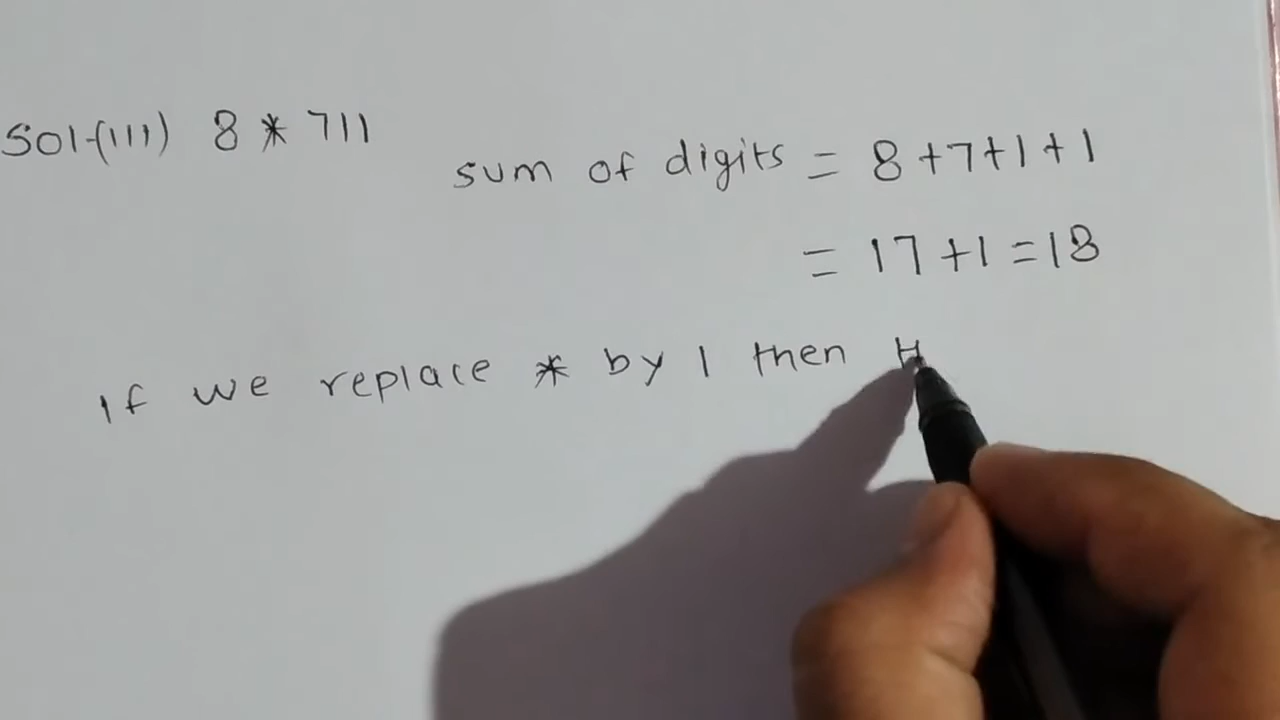 Sol-(111) 8 * 711
sum of digits = 8+7+1+1
= 17+1=18
If we replace * by 1 then